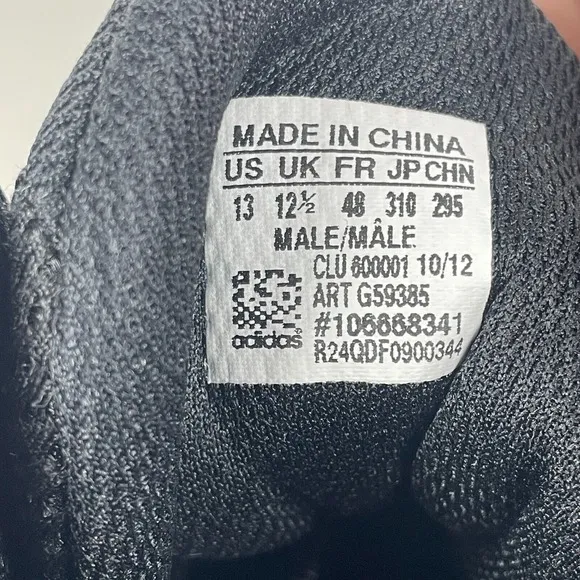 MADE IN CHINA
US UK FR JP CHN
13 12½ 48 310 295
MALE/MÂLE
CLU 600001 10/12
ART G59385
#106668341
adidas R24QDF0900344